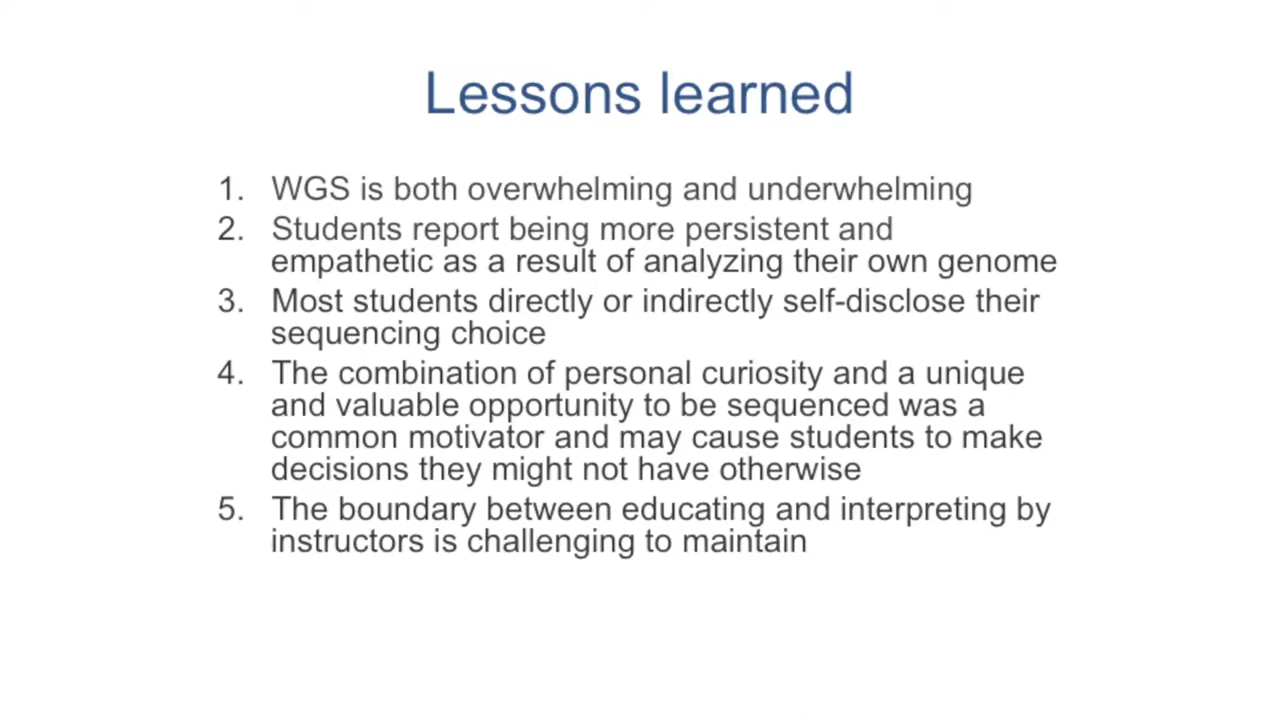 Lessons learned
1. WGS is both overwhelming and underwhelming
2. Students report being more persistent and
empathetic as a result of analyzing their own genome
3. Most students directly or indirectly self-disclose their
sequencing choice
4. The combination of personal curiosity and a unique
and valuable opportunity to be sequenced was a
common motivator and may cause students to make
decisions they might not have otherwise
5. The boundary between educating and interpreting by
instructors is challenging to maintain